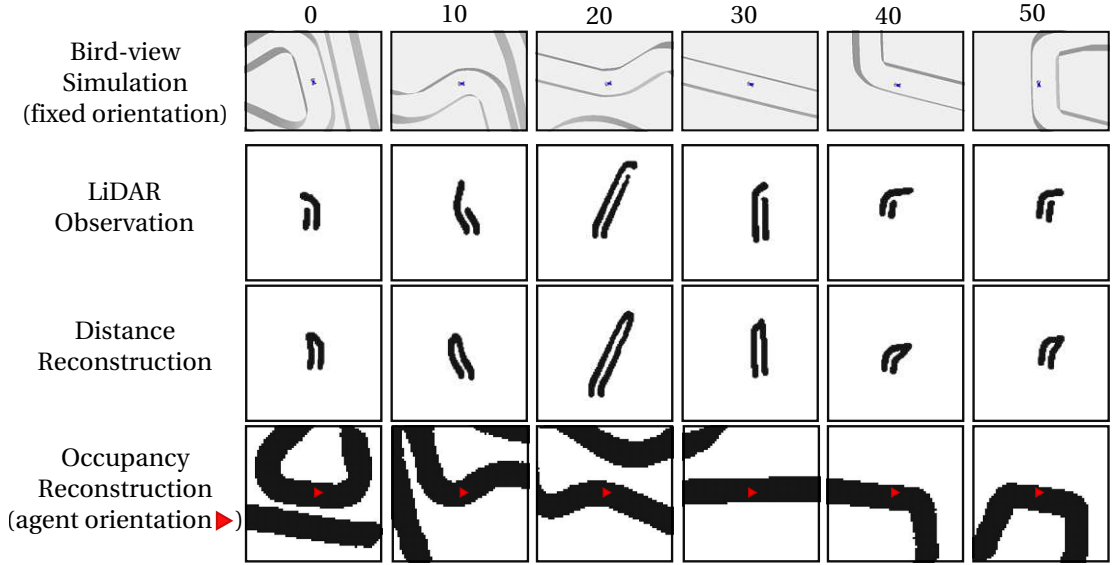 0 10 20 30 40 50
Bird-view
Simulation
(fixed orientation)
LiDAR
Observation
Distance
Reconstruction
Occupancy
Reconstruction
(agent orientation )